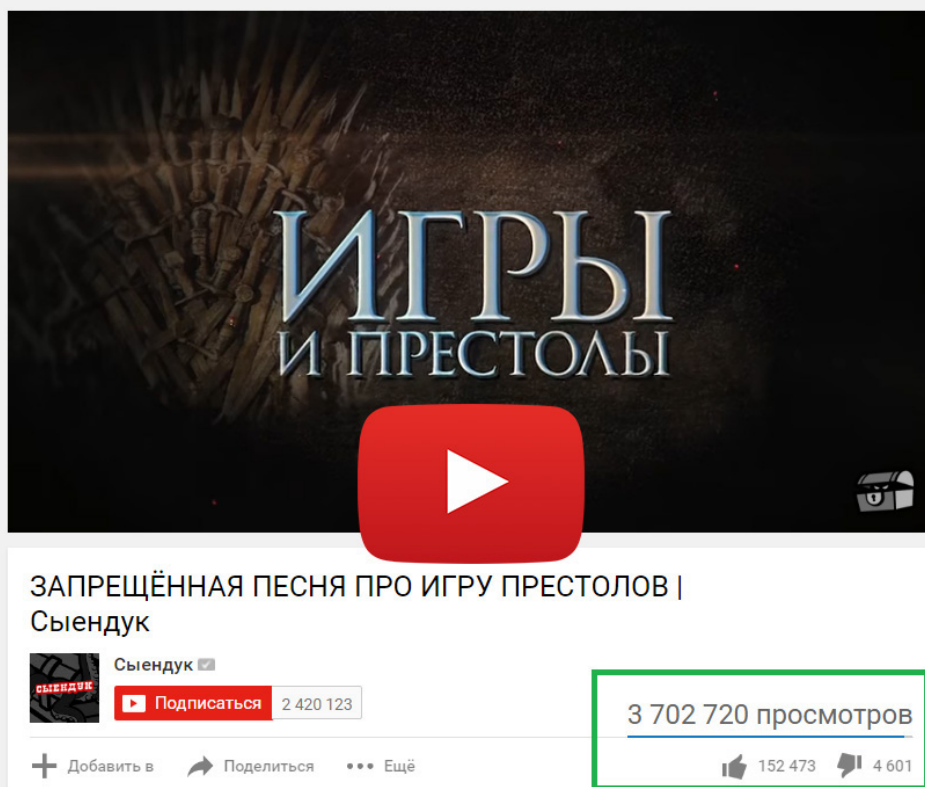 ИГРЫ
И ПРЕСТОЛЫ
ЗАПРЕЩЁННАЯ ПЕСНЯ ПРО ИГРУ ПРЕСТОЛОВ |
Сыендук
СЫЕНДУК
Сыендук
Подписаться 2 420 123
3 702 720 просмотров
Добавить в Поделиться Ещё 152 473 4 601